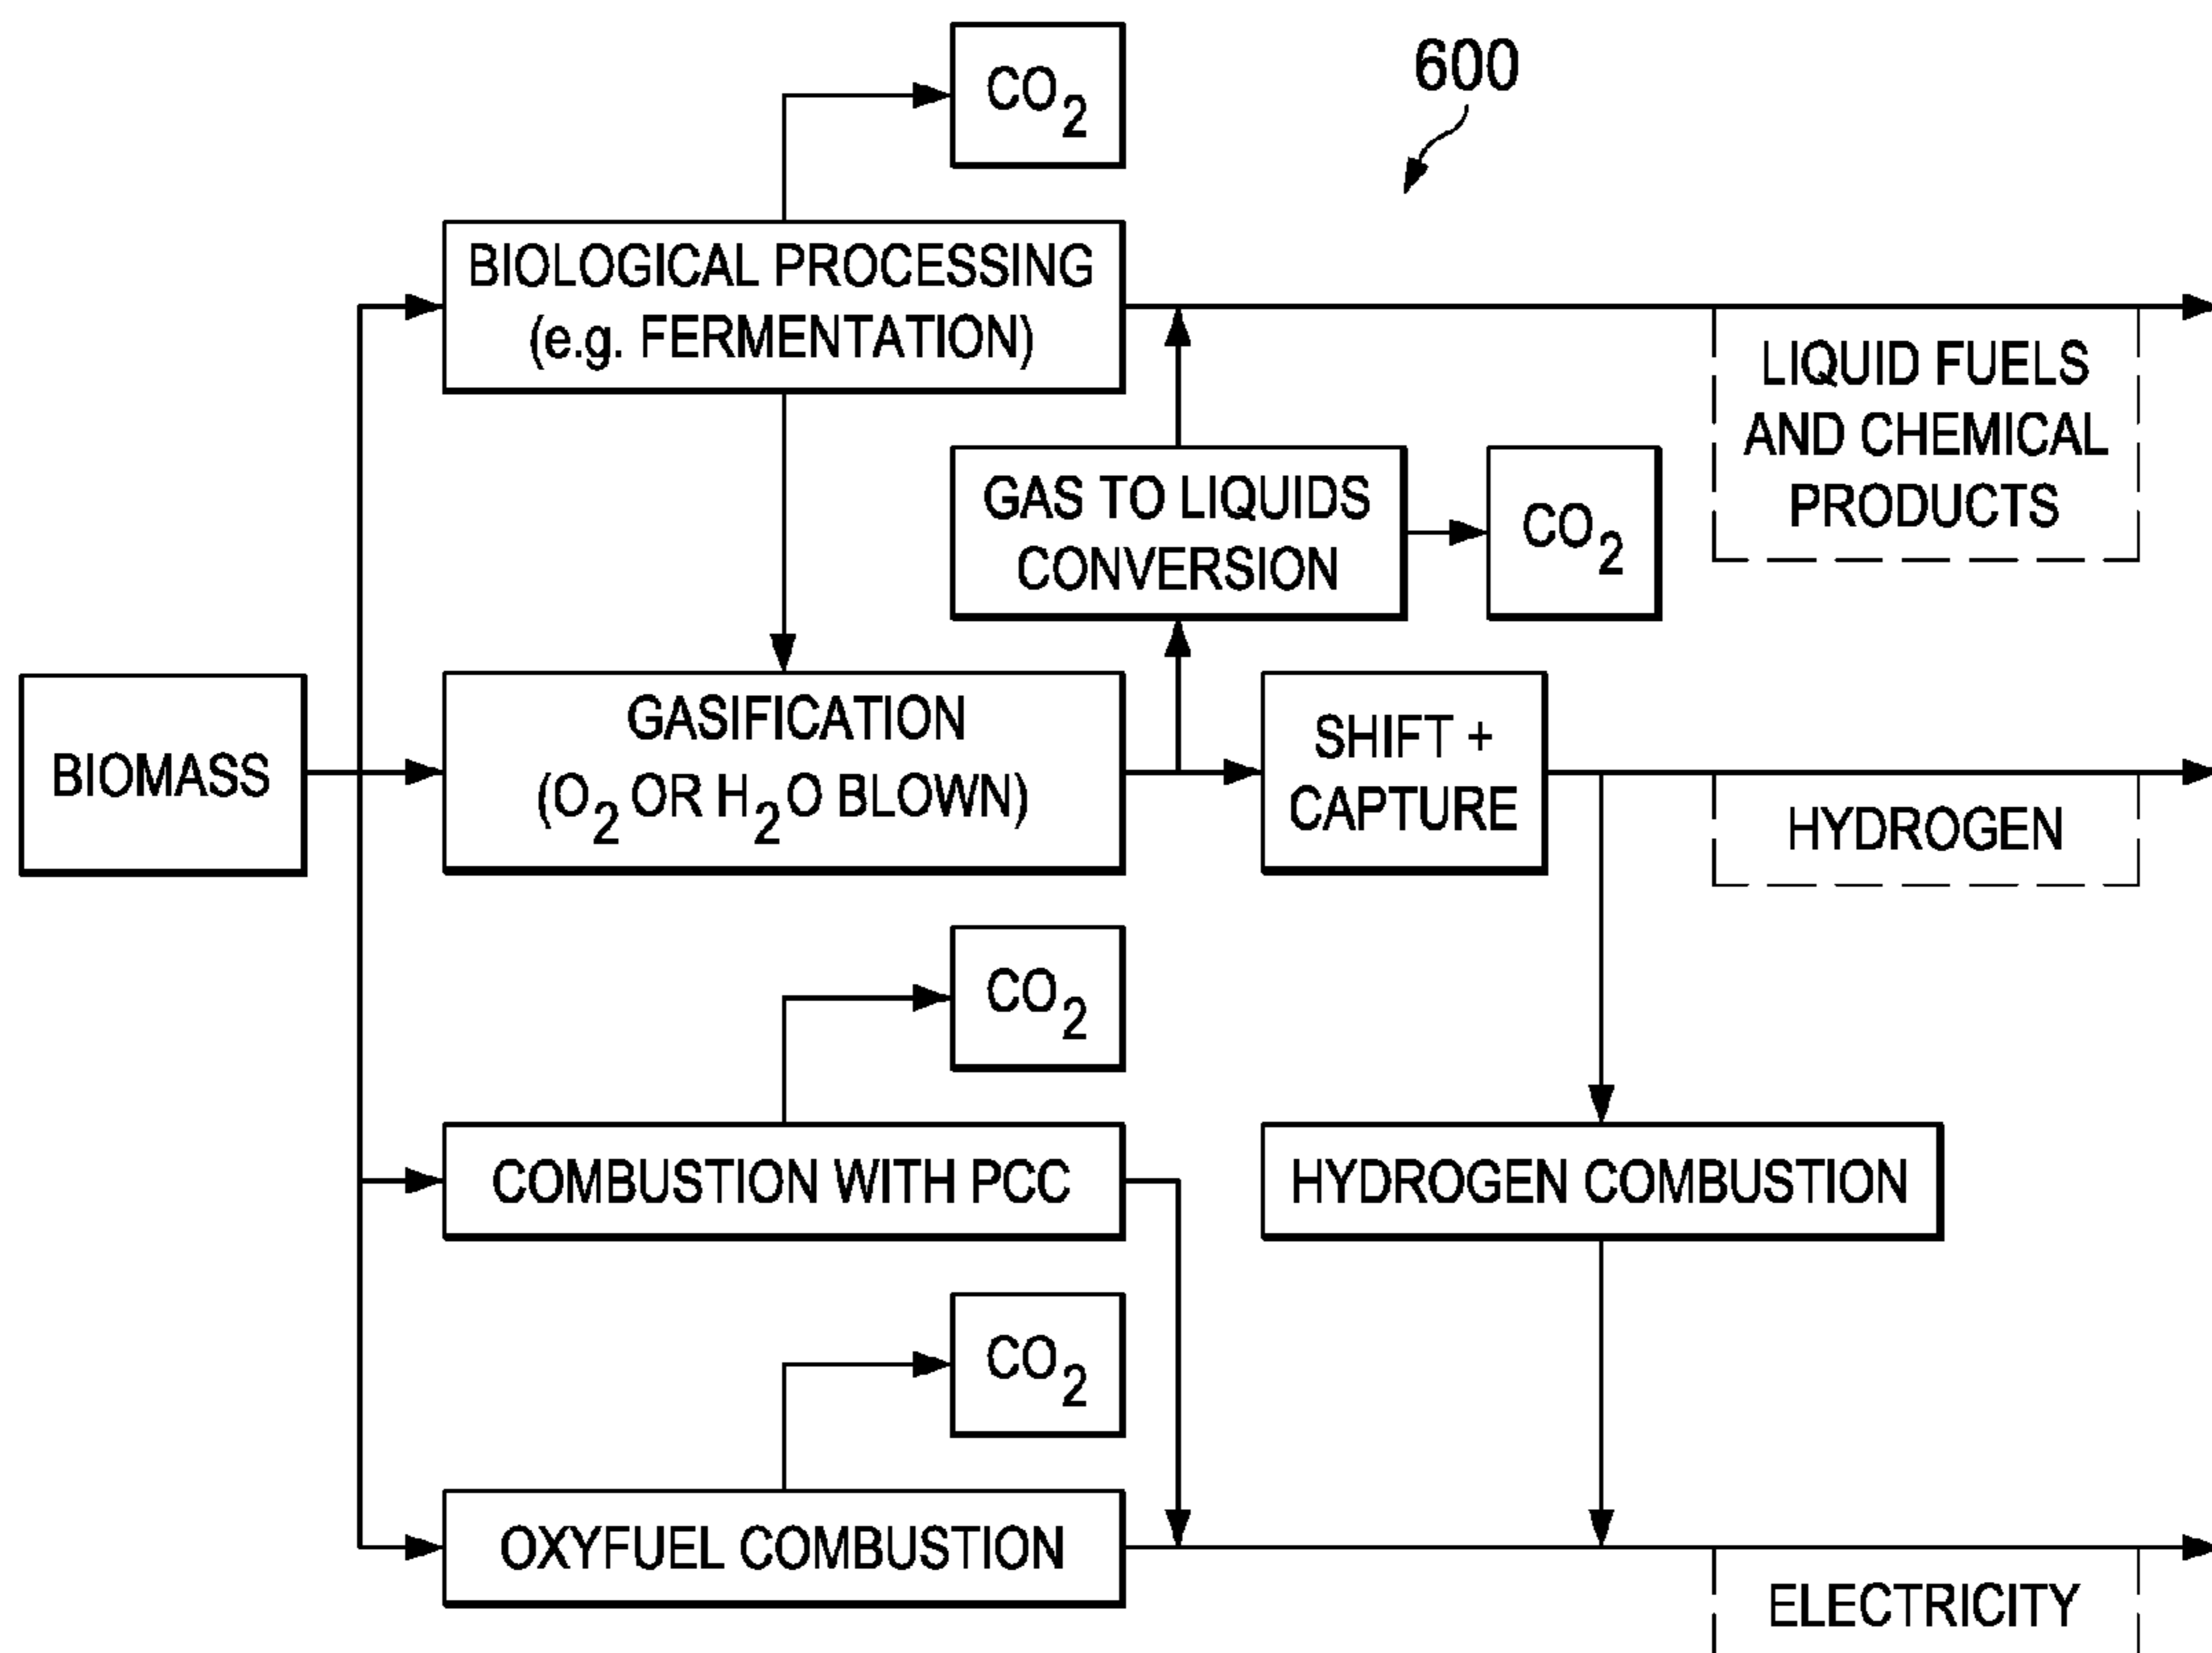 CO2
600
BIOLOGICAL PROCESSING
(e.g. FERMENTATION)
LIQUID FUELS
AND CHEMICAL
PRODUCTS
GAS TO LIQUIDS
CONVERSION
CO2
BIOMASS
GASIFICATION
(O2 OR H2O BLOWN)
SHIFT +
CAPTURE
HYDROGEN
CO2
COMBUSTION WITH PCC
HYDROGEN COMBUSTION
CO2
OXYFUEL COMBUSTION
ELECTRICITY